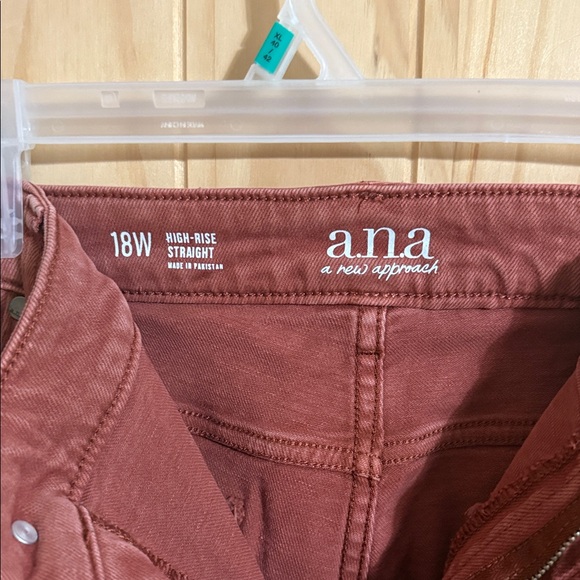 XL
40
/
42
18W
HIGH-RISE
STRAIGHT
MADE IN PAKISTAN
a.n.a
a new approach